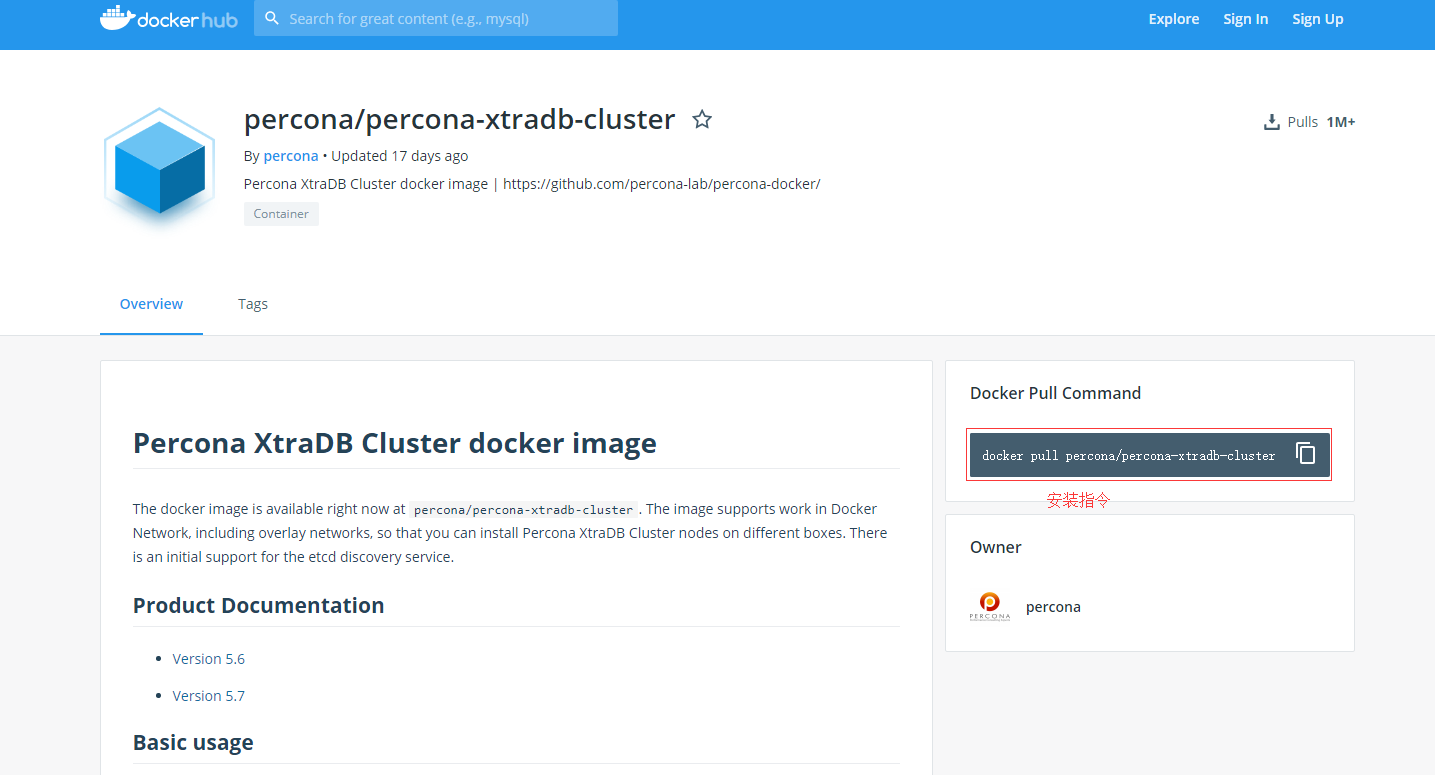 docker hub
Search for great content (e.g., mysql)
Explore
Sign In
Sign Up
percona/percona-xtradb-cluster
Pulls 1M+
By percona • Updated 17 days ago
Percona XtraDB Cluster docker image | https://github.com/percona-lab/percona-docker/
Container
Overview
Tags
Percona XtraDB Cluster docker image
The docker image is available right now at percona/percona-xtradb-cluster. The image supports work in Docker
Network, including overlay networks, so that you can install Percona XtraDB Cluster nodes on different boxes. There
is an initial support for the etcd discovery service.
Product Documentation
• Version 5.6
• Version 5.7
Basic usage
Docker Pull Command
docker pull percona/percona-xtradb-cluster
安装指令
Owner
PERCONA
percona